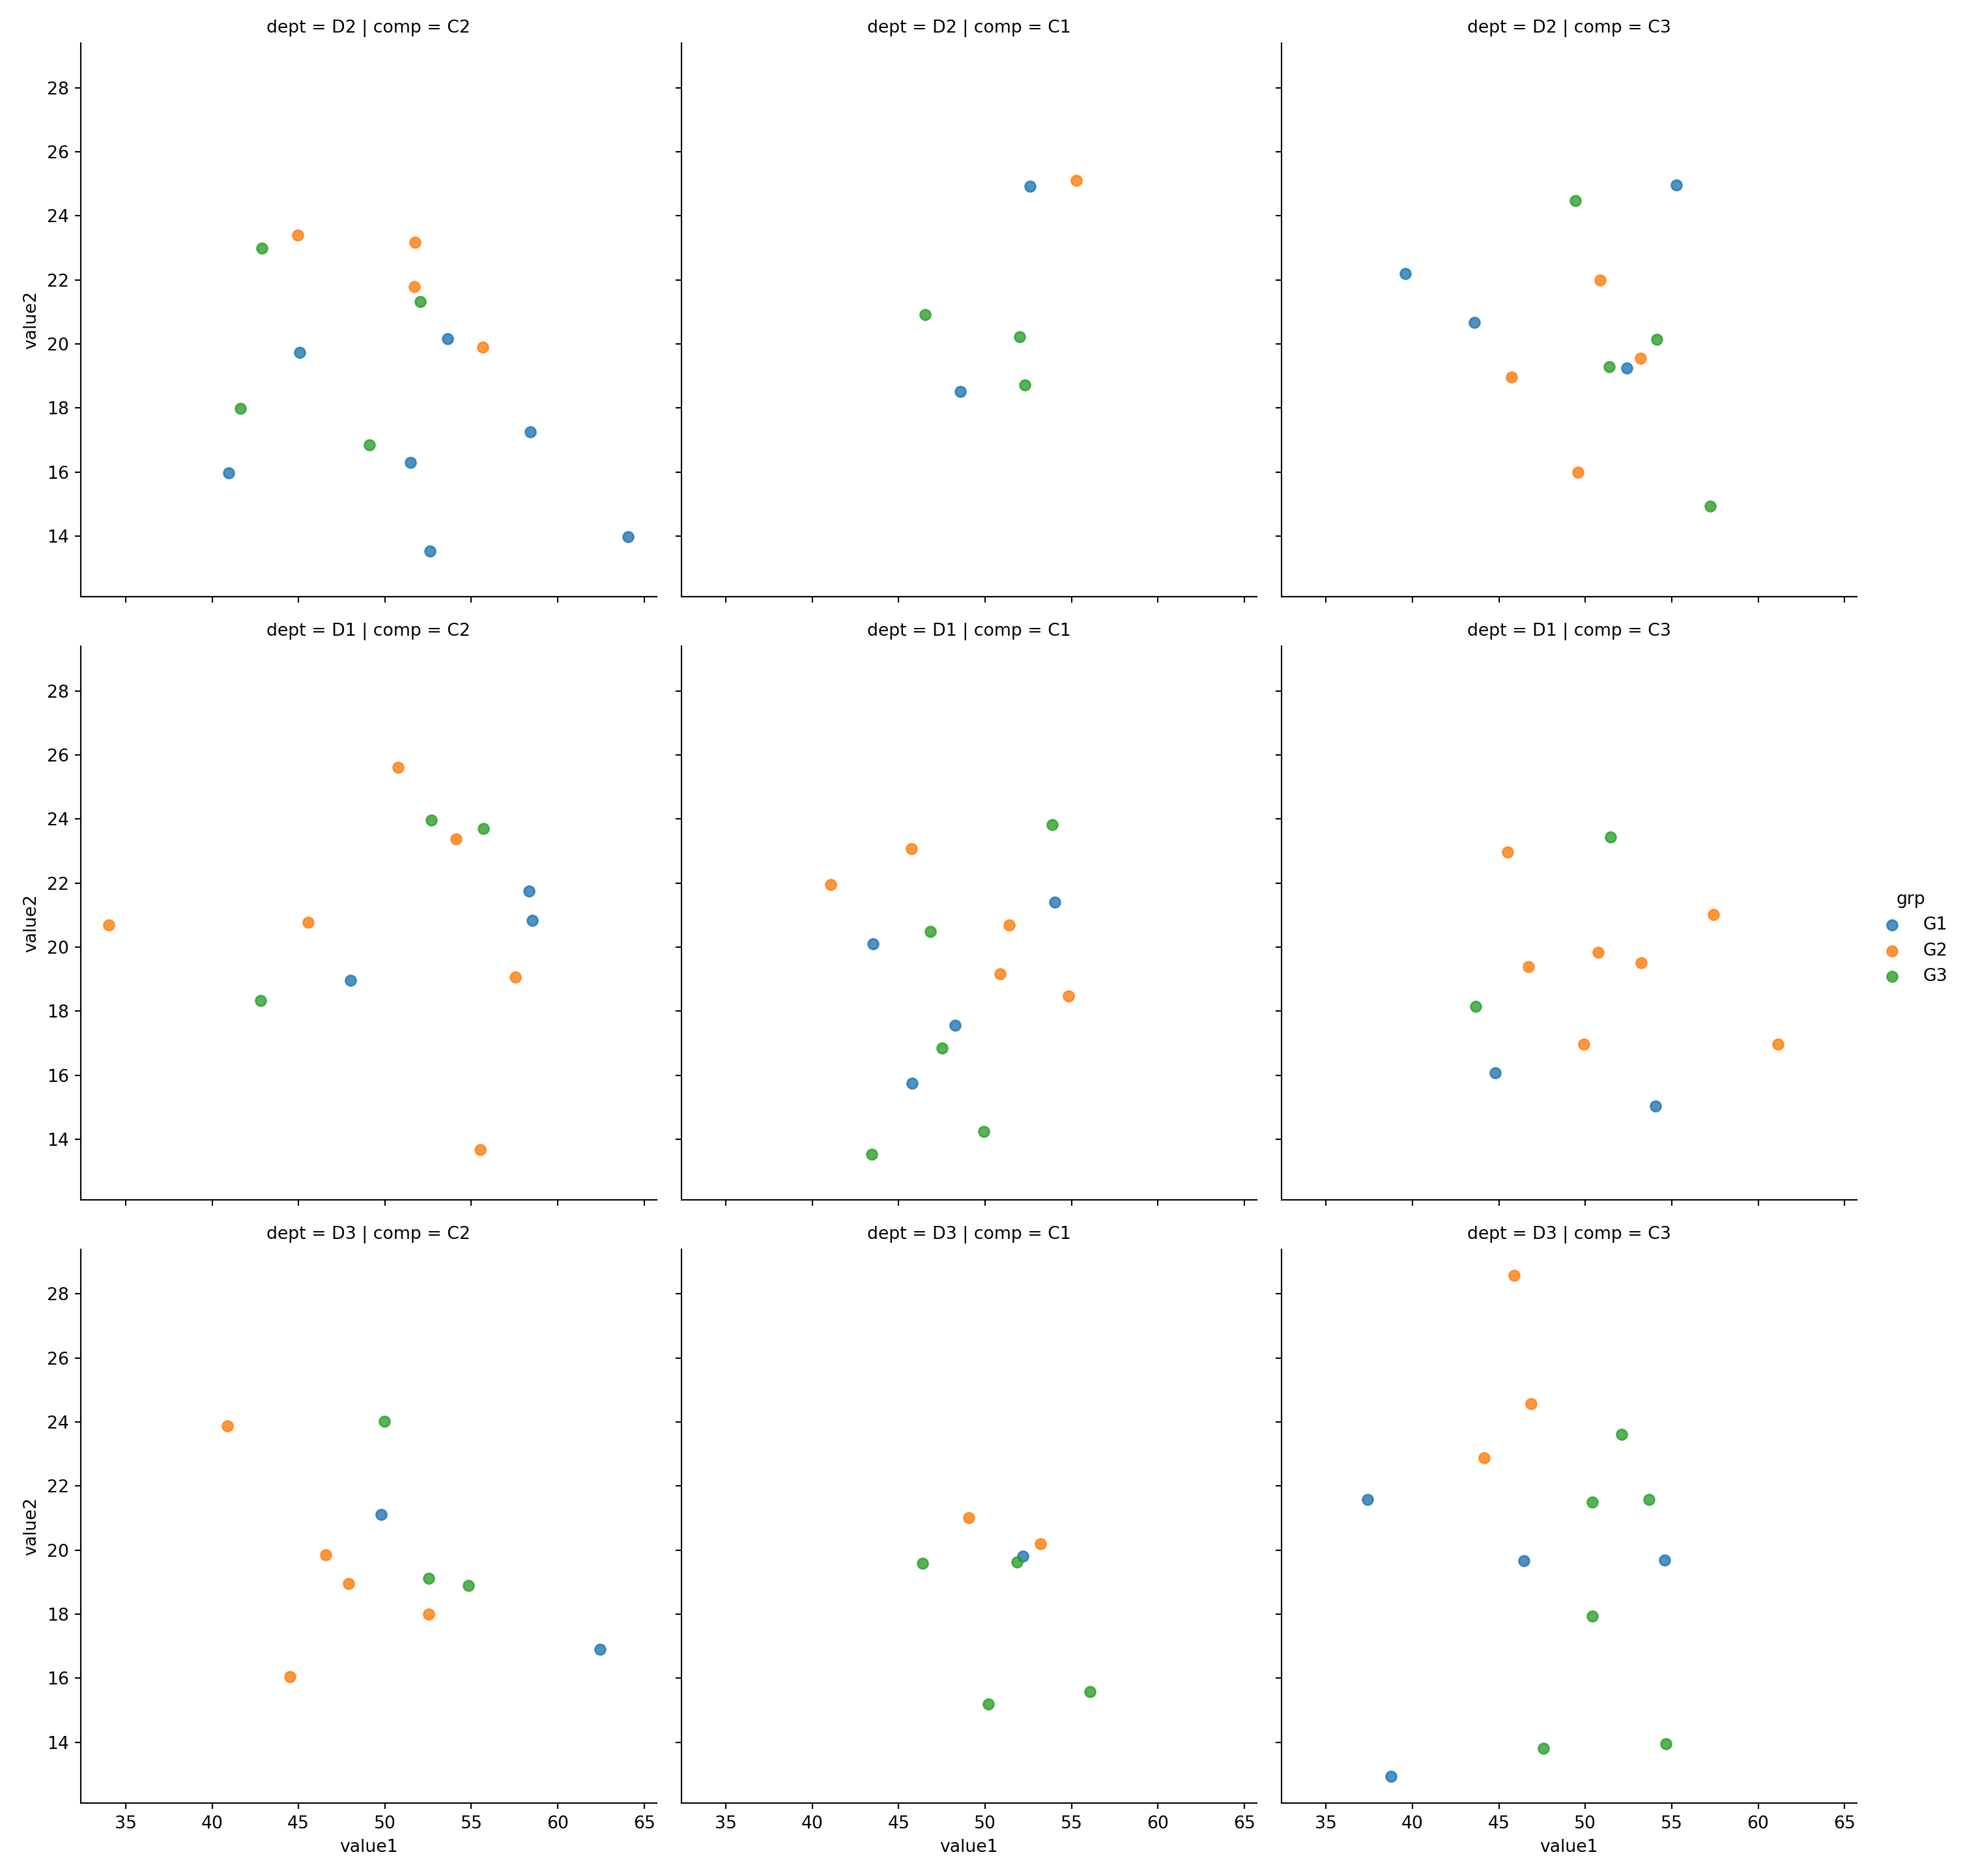 dept = D2 | comp = C2
dept = D2 | comp = C1
dept = D2 | comp = C3
28
26
24
22
20
18
16
14
value2
dept = D1 | comp = C2
dept = D1 | comp = C1
dept = D1 | comp = C3
28
26
24
22
20
18
16
14
value2
grp
G1
G2
G3
dept = D3 | comp = C2
dept = D3 | comp = C1
dept = D3 | comp = C3
28
26
24
22
20
18
16
14
value2
35 40 45 50 55 60 65
value1
35 40 45 50 55 60 65
value1
35 40 45 50 55 60 65
value1